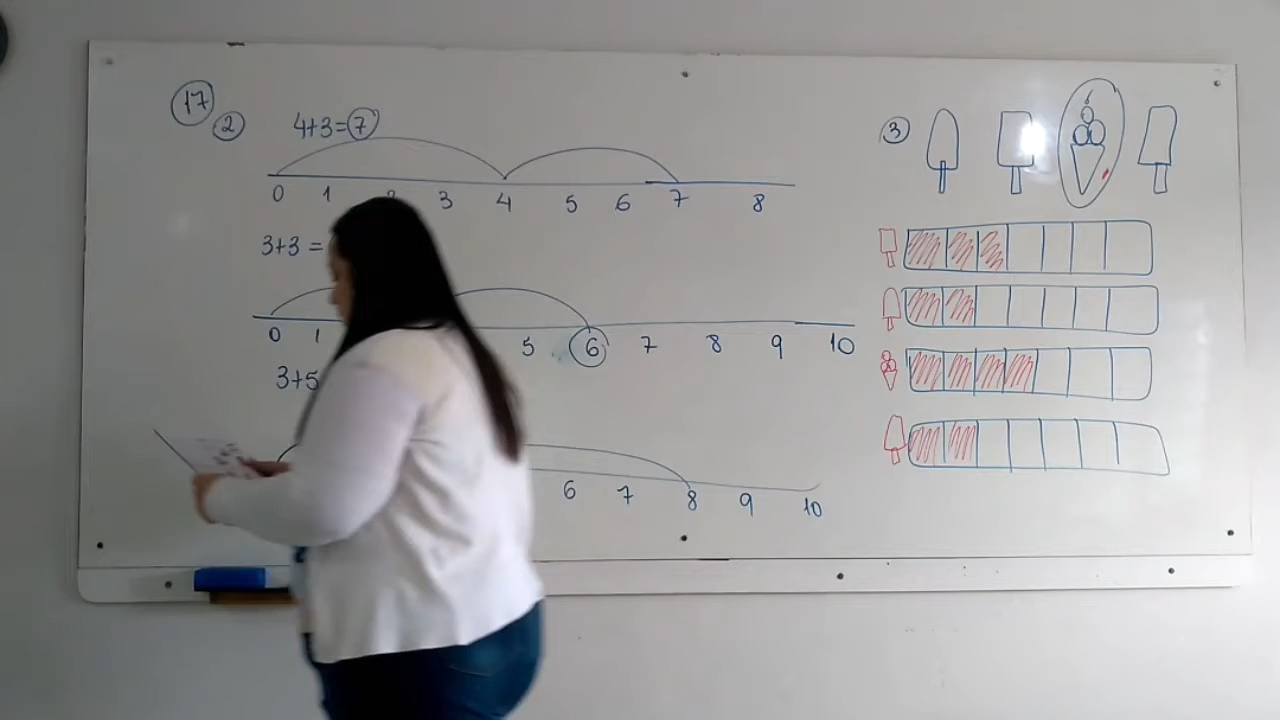 17
2
4+3=7
0 1 2 3 4 5 6 7 8
3+3 =
0 1 5 6 7 8 9 10
3+5
6 7 8 9 10
3